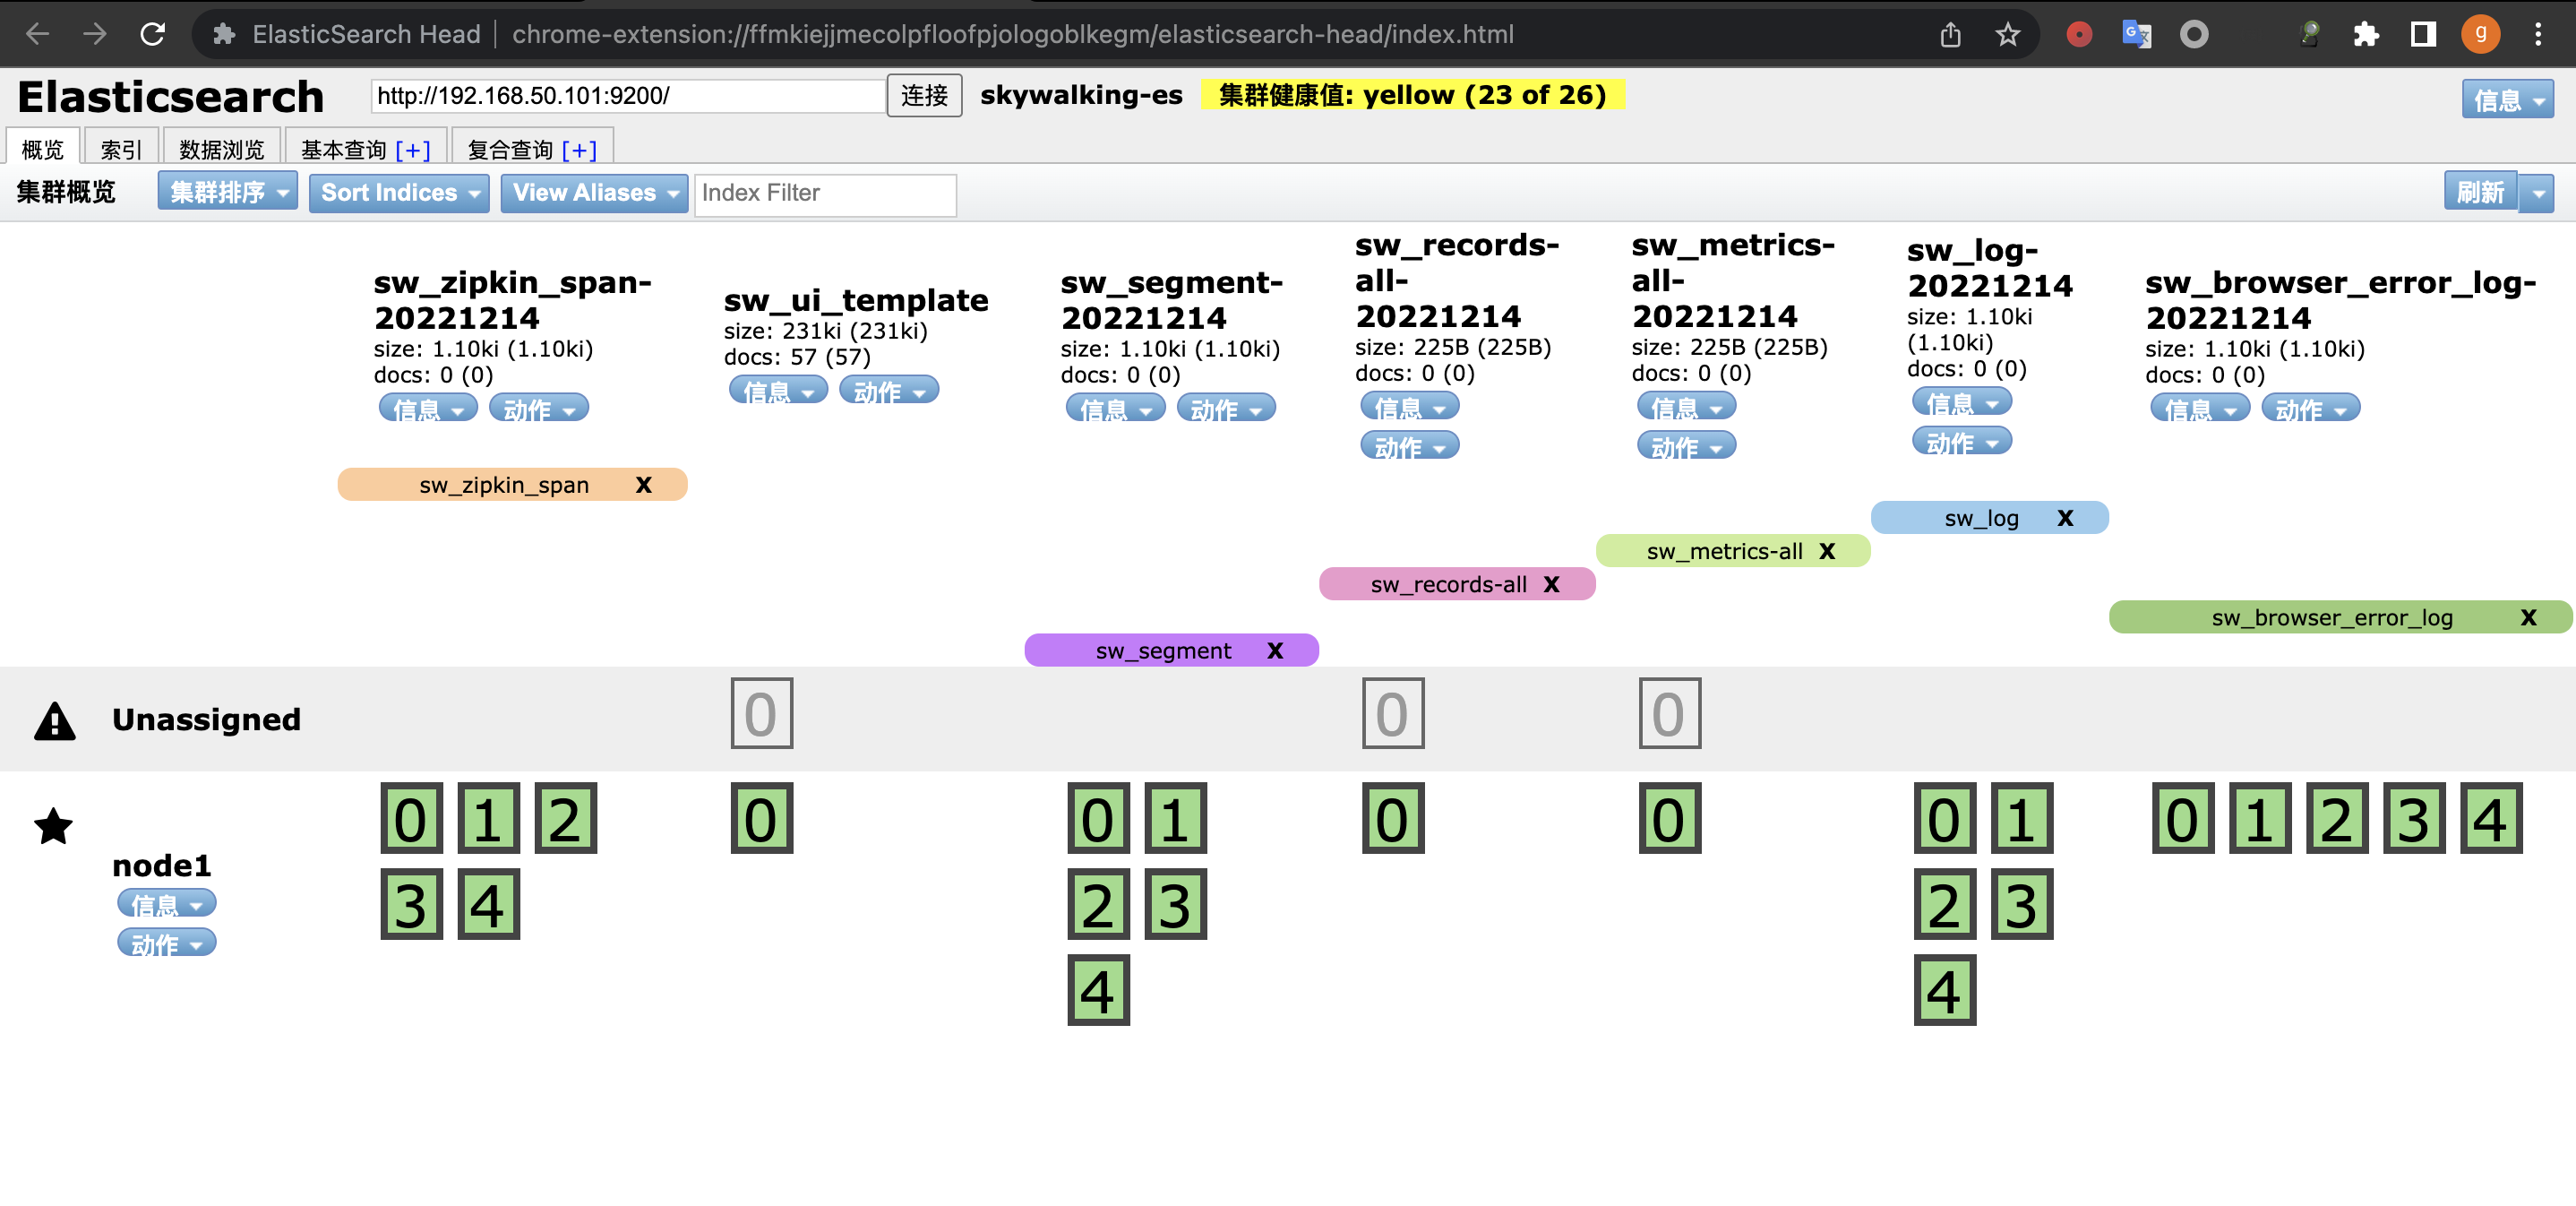 ElasticSearch Head | chrome-extension://ffmkiejjmecolpfloofpjologoblkegm/elasticsearch-head/index.html
g
Elasticsearch http://192.168.50.101:9200/ 连接 skywalking-es 集群健康值: yellow (23 of 26) 信息
概览 索引 数据浏览 基本查询 [+] 复合查询 [+]
集群概览 集群排序 Sort Indices View Aliases Index Filter 刷新
sw_zipkin_span-
20221214
size: 1.10ki (1.10ki)
docs: 0 (0)
信息 动作
sw_ui_template
size: 231ki (231ki)
docs: 57 (57)
信息 动作
sw_segment-
20221214
size: 1.10ki (1.10ki)
docs: 0 (0)
信息 动作
sw_records-
all-
20221214
size: 225B (225B)
docs: 0 (0)
信息
动作
sw_metrics-
all-
20221214
size: 225B (225B)
docs: 0 (0)
信息
动作
sw_log-
20221214
size: 1.10ki
(1.10ki)
docs: 0 (0)
信息
动作
sw_browser_error_log-
20221214
size: 1.10ki (1.10ki)
docs: 0 (0)
信息 动作
sw_zipkin_span X
sw_log X
sw_metrics-all X
sw_records-all X
sw_browser_error_log X
sw_segment X
Unassigned 0 0 0
node1
信息
动作
0 1 2
3 4
0
0 1
2 3
4
0
0
0 1
2 3
4
0 1 2 3 4